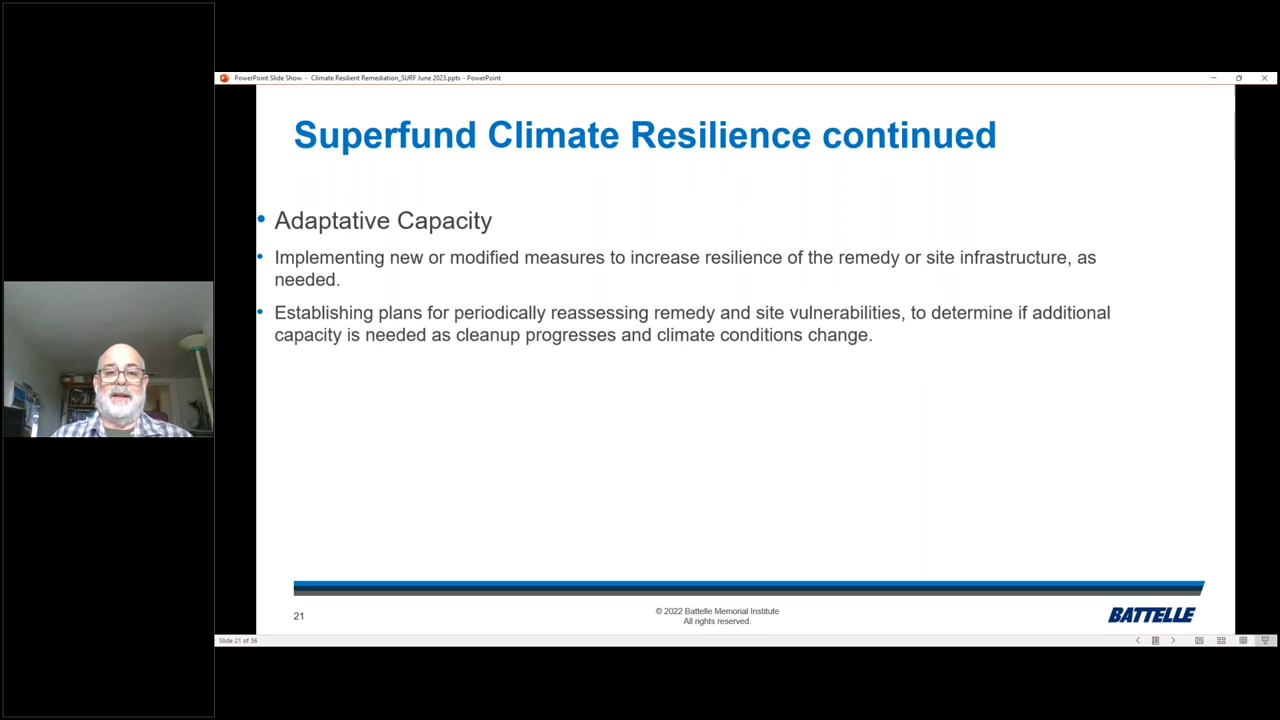 PowerPoint Slide Show - Climate Resilient Remediation_SURF June 2023.pptx - PowerPoint
Superfund Climate Resilience continued
• Adaptative Capacity
• Implementing new or modified measures to increase resilience of the remedy or site infrastructure, as
needed.
• Establishing plans for periodically reassessing remedy and site vulnerabilities, to determine if additional
capacity is needed as cleanup progresses and climate conditions change.
21
© 2022 Battelle Memorial Institute
All rights reserved.
BATTELLE
Slide 21 of 36